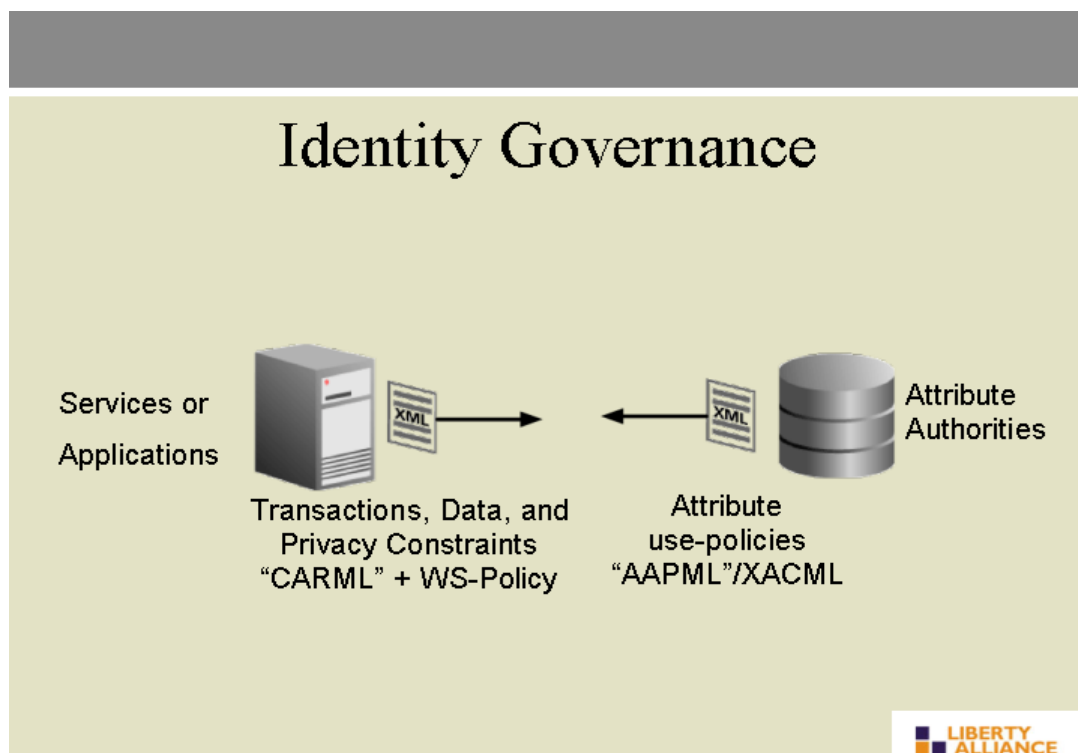 Identity Governance
Services or
Applications
XML
XML
Attribute
Authorities
Transactions, Data, and
Privacy Constraints
“CARML” + WS-Policy
Attribute
use-policies
“AAPML”/XACML
LIBERTY
ALLIANCE